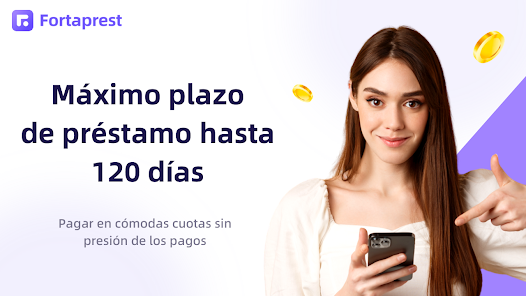 Fortaprest
Máximo plazo
de préstamo hasta
120 días
Pagar en cómodas cuotas sin
presión de los pagos